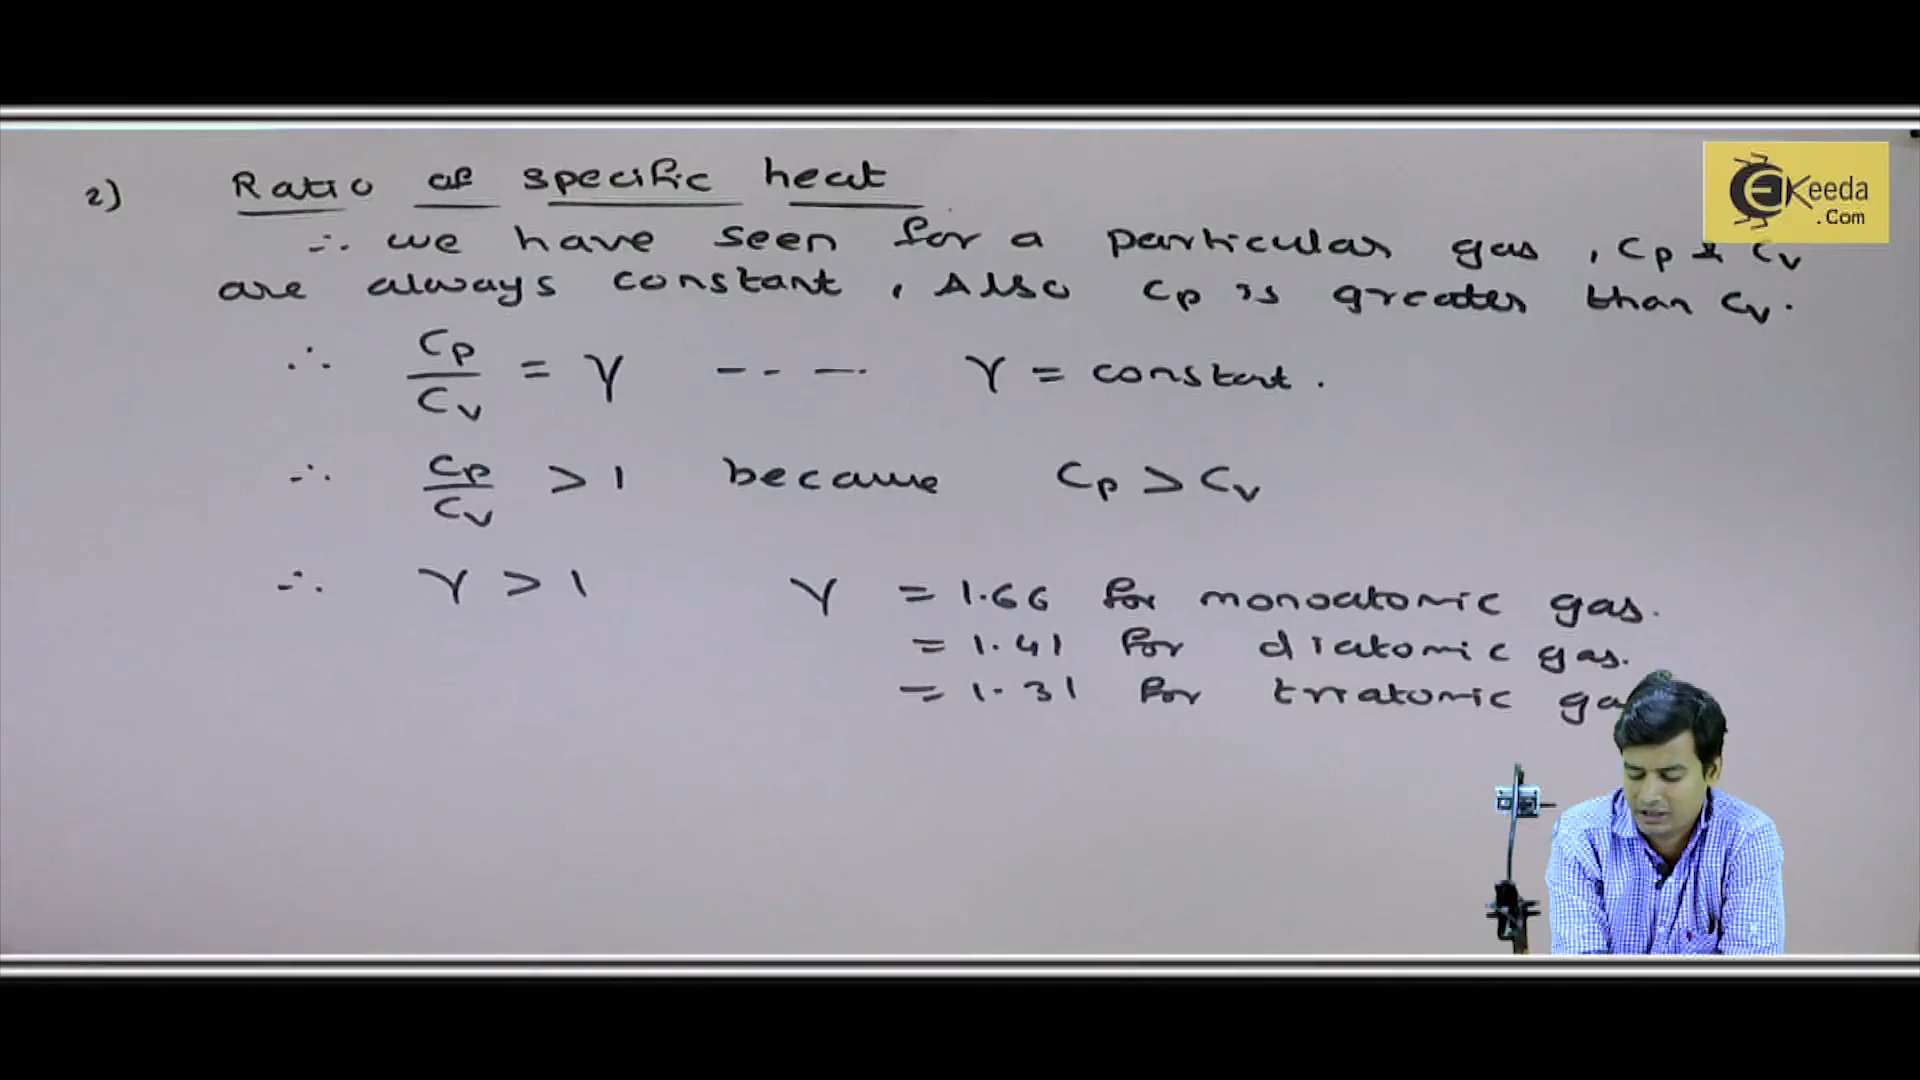 2) Ratio of specific heat
Ekeeda
.Com
∴ we have seen for a particular gas, Cp & Cv
are always constant, Also Cp is greater than Cv.
∴ Cp/Cv = γ ----- γ = constant.
∴ Cp/Cv > 1 because Cp > Cv
∴ γ > 1 γ = 1.66 for monoatomic gas.
= 1.41 for diatomic gas.
= 1.31 for triatomic